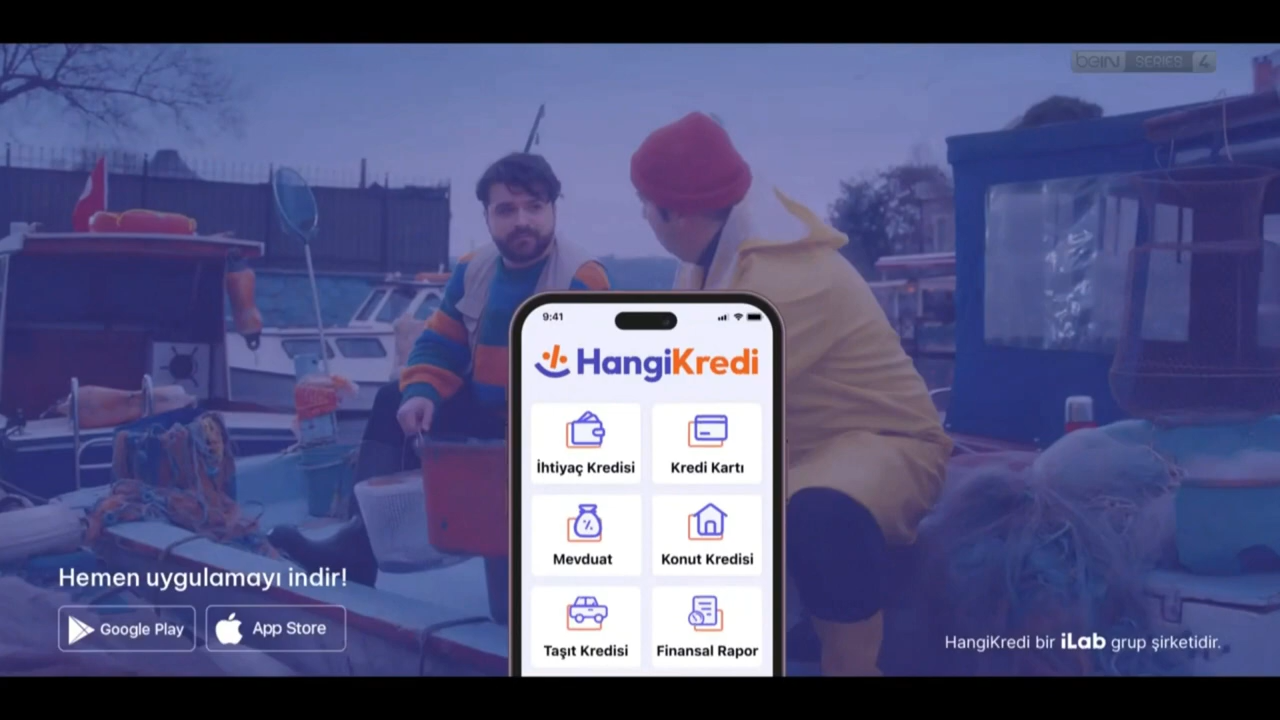 beIN SERIES 4
9:41
HangiKredi
İhtiyaç Kredisi
Kredi Kartı
Mevduat
Konut Kredisi
Taşıt Kredisi
Finansal Rapor
Hemen uygulamayı indir!
Google Play
App Store
HangiKredi bir iLab grup şirketidir.